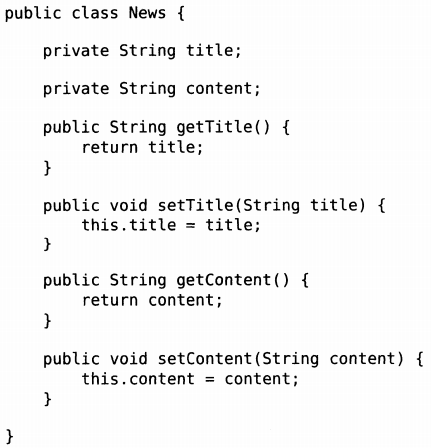 public class News {
    private String title;
    private String content;
    public String getTitle() {
        return title;
    }
    public void setTitle(String title) {
        this.title = title;
    }
    public String getContent() {
        return content;
    }
    public void setContent(String content) {
        this.content = content;
    }
}